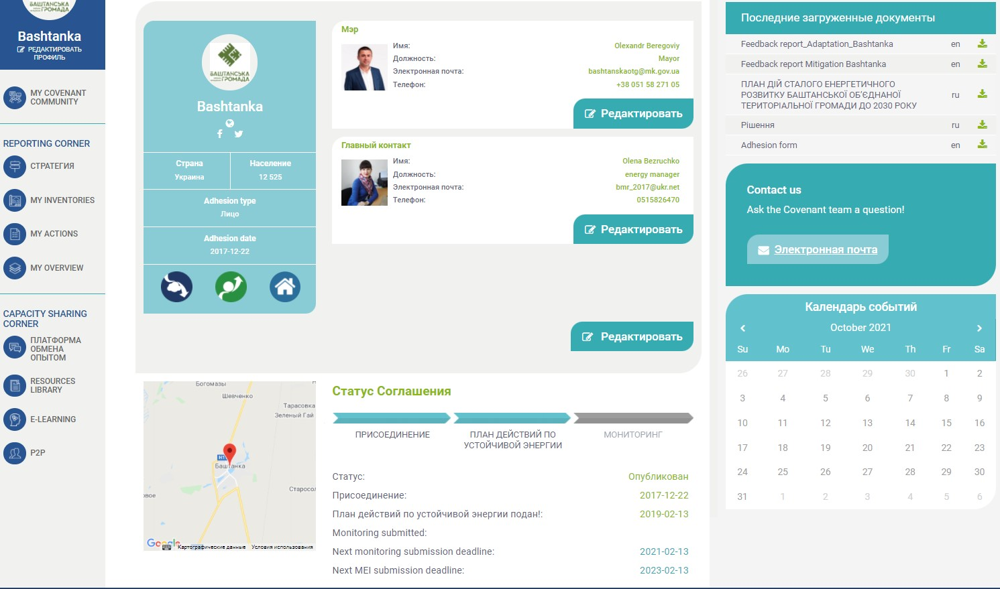 БАШТАНСЬКА
ГРОМАДА
Bashtanka
РЕДАКТИРОВАТЬ
ПРОФИЛЬ
MY COVENANT
COMMUNITY
REPORTING CORNER
СТРАТЕГИЯ
MY INVENTORIES
MY ACTIONS
MY OVERVIEW
CAPACITY SHARING
CORNER
ПЛАТФОРМА
ОБМЕНА
ОПЫТОМ
RESOURCES
LIBRARY
E-LEARNING
P2P
БАШТАНСЬКА
ГРОМАДА
Bashtanka
Страна
Украина
Население
12 525
Adhesion type
Лицо
Adhesion date
2017-12-22
Мэр
Имя: Olexandr Beregoviy
Должность: Mayor
Электронная почта: bashtanskaotg@mk.gov.ua
Телефон: +38 051 58 271 05
Редактировать
Главный контакт
Имя: Olena Bezruchko
Должность: energy manager
Электронная почта: bmr_2017@ukr.net
Телефон: 0515826470
Редактировать
Редактировать
Богомазы
Шевченко
Тарасовка
Зеленый Гай
Н1
Баштанка
Старосол
овое
Google
Картографические данные Условия использования
Статус Соглашения
ПРИСОЕДИНЕНИЕ
ПЛАН ДЕЙСТВИЙ ПО
УСТОЙЧИВОЙ ЭНЕРГИИ
МОНИТОРИНГ
Статус: Опубликован
Присоединение: 2017-12-22
План действий по устойчивой энергии подан!: 2019-02-13
Monitoring submitted:
Next monitoring submission deadline: 2021-02-13
Next MEI submission deadline: 2023-02-13
Последние загруженные документы
Feedback report_Adaptation_Bashtanka en
Feedback report Mitigation Bashtanka en
ПЛАН ДІЙ СТАЛОГО ЕНЕРГЕТИЧНОГО
РОЗВИТКУ БАШТАНСЬКОЇ ОБ’ЄДНАНОЇ ru
ТЕРИТОРІАЛЬНОЇ ГРОМАДИ ДО 2030 РОКУ
Рішення ru
Adhesion form en
Contact us
Ask the Covenant team a question!
Электронная почта
Календарь событий
October 2021
Su Mo Tu We Th Fr Sa
26 27 28 29 30 1 2
3 4 5 6 7 8 9
10 11 12 13 14 15 16
17 18 19 20 21 22 23
24 25 26 27 28 29 30
31 1 2 3 4 5 6